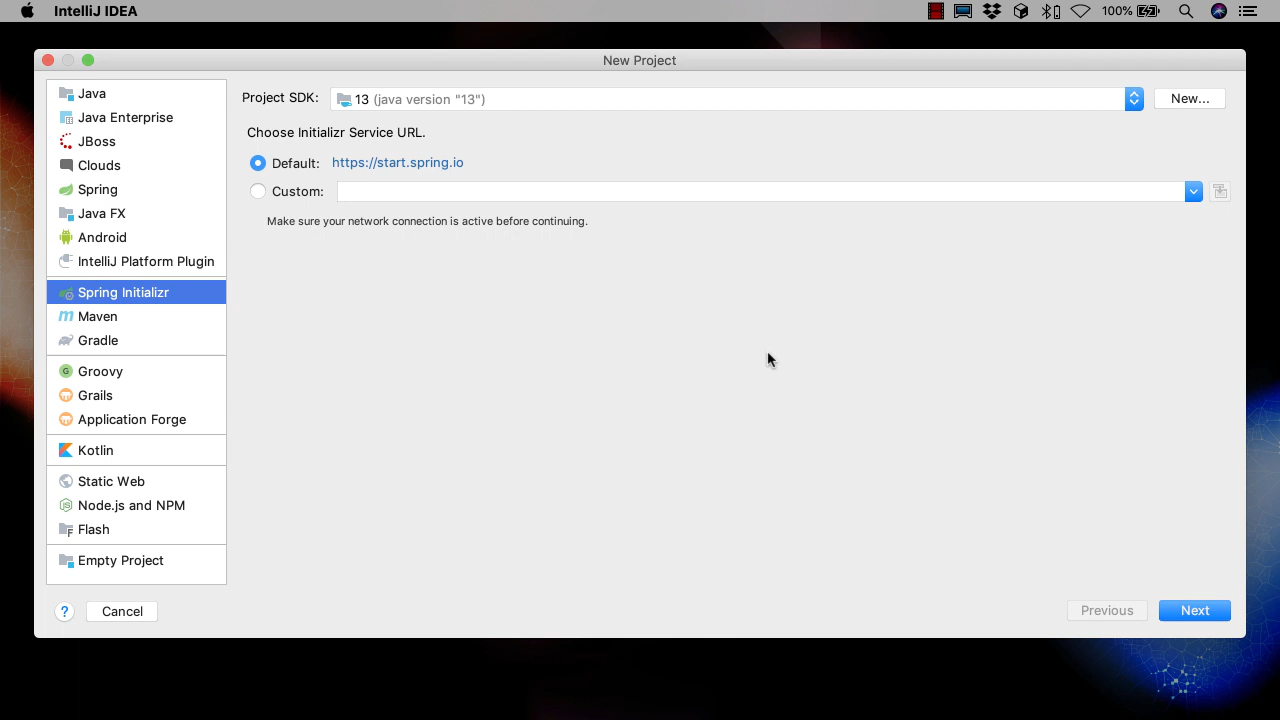 IntelliJ IDEA
100%
New Project
Java
Java Enterprise
JBoss
Clouds
Spring
Java FX
Android
IntelliJ Platform Plugin
Spring Initializr
Maven
Gradle
Groovy
Grails
Application Forge
Kotlin
Static Web
Node.js and NPM
Flash
Empty Project
Project SDK: 13 (java version "13") New...
Choose Initializr Service URL.
Default: https://start.spring.io
Custom:
Make sure your network connection is active before continuing.
? Cancel Previous Next